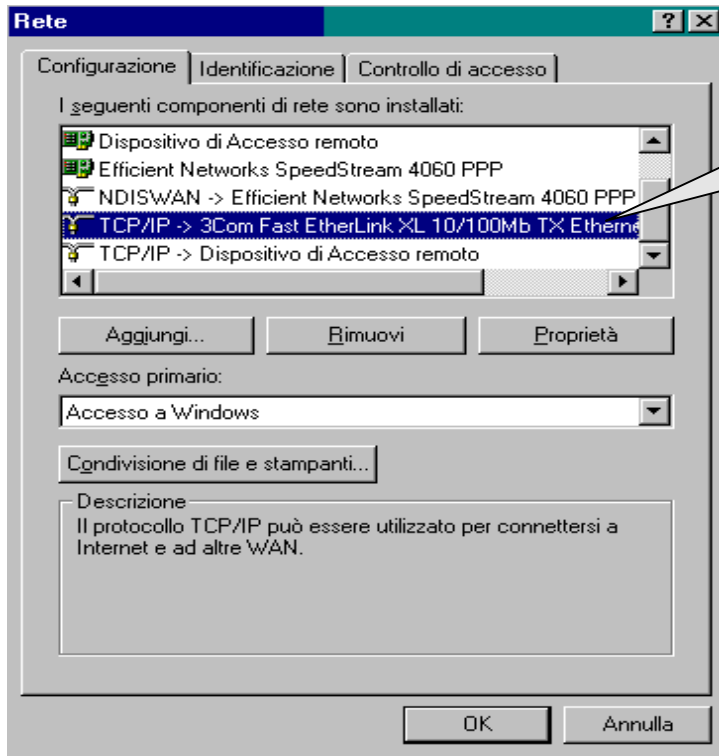 Rete
Configurazione Identificazione Controllo di accesso
I seguenti componenti di rete sono installati:
Dispositivo di Accesso remoto
Efficient Networks SpeedStream 4060 PPP
NDISWAN -> Efficient Networks SpeedStream 4060 PPP
TCP/IP -> 3Com Fast EtherLink XL 10/100Mb TX Etherne
TCP/IP -> Dispositivo di Accesso remoto
Aggiungi... Rimuovi Proprietà
Accesso primario:
Accesso a Windows
Condivisione di file e stampanti...
Descrizione
Il protocollo TCP/IP può essere utilizzato per connettersi a
Internet e ad altre WAN.
OK Annulla